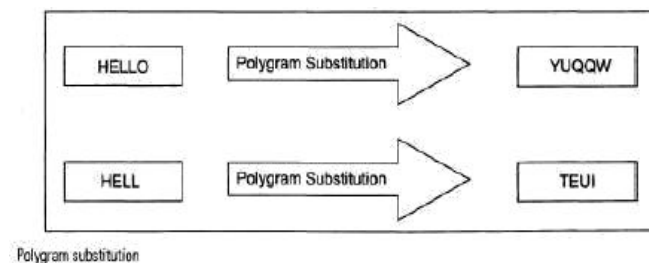 HELLO Polygram Substitution YUQQW
HELL Polygram Substitution TEUI
Polygram substitution